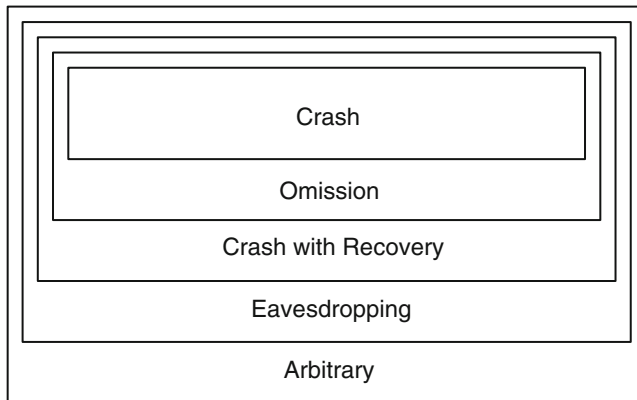 Crash
Omission
Crash with Recovery
Eavesdropping
Arbitrary